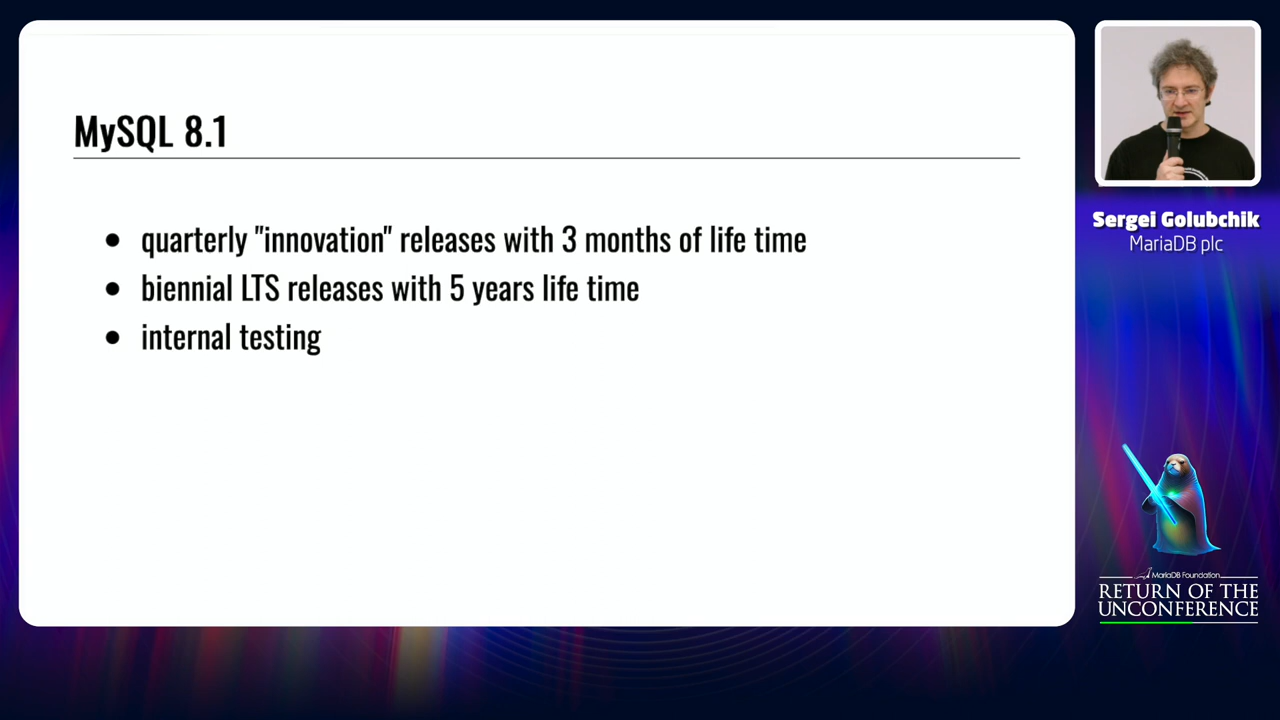 MySQL 8.1
quarterly "innovation" releases with 3 months of life time
biennial LTS releases with 5 years life time
internal testing
Sergei Golubchik
MariaDB plc
MariaDB Foundation
RETURN OF THE
UNCONFERENCE